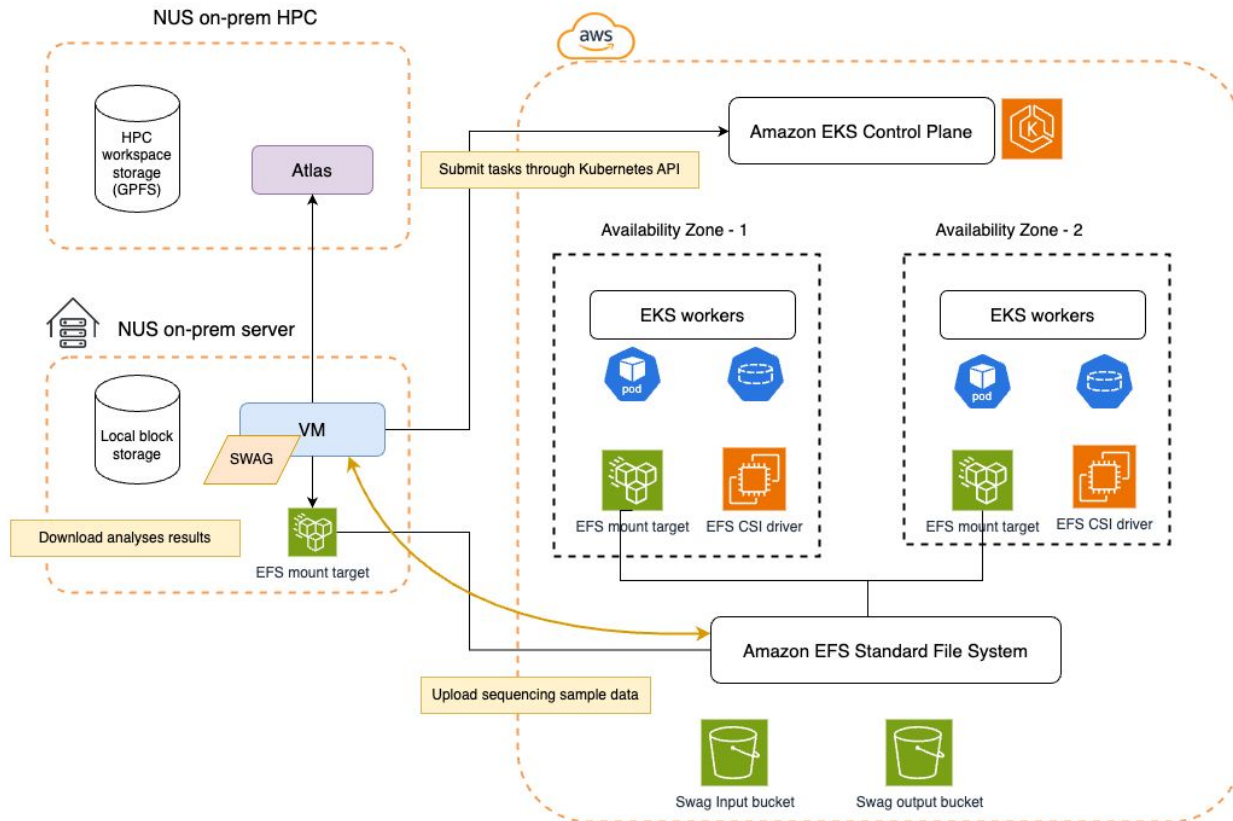 NUS on-prem HPC
aws
HPC
workspace
storage
(GPFS)
Atlas
Amazon EKS Control Plane
K
Submit tasks through Kubernetes API
Availability Zone - 1
Availability Zone - 2
EKS workers
EKS workers
pod
pod
NUS on-prem server
Local block
storage
VM
SWAG
EFS mount target
EFS CSI driver
EFS mount target
EFS CSI driver
Download analyses results
EFS mount target
Amazon EFS Standard File System
Upload sequencing sample data
Swag Input bucket
Swag output bucket